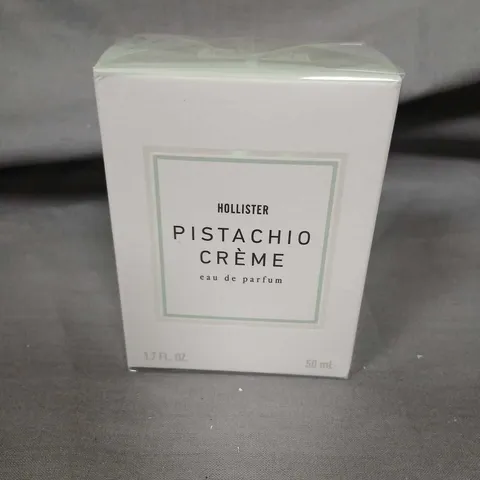 HOLLISTER
PISTACHIO
CRÈME
eau de parfum
1.7 FL. OZ. 50 mL